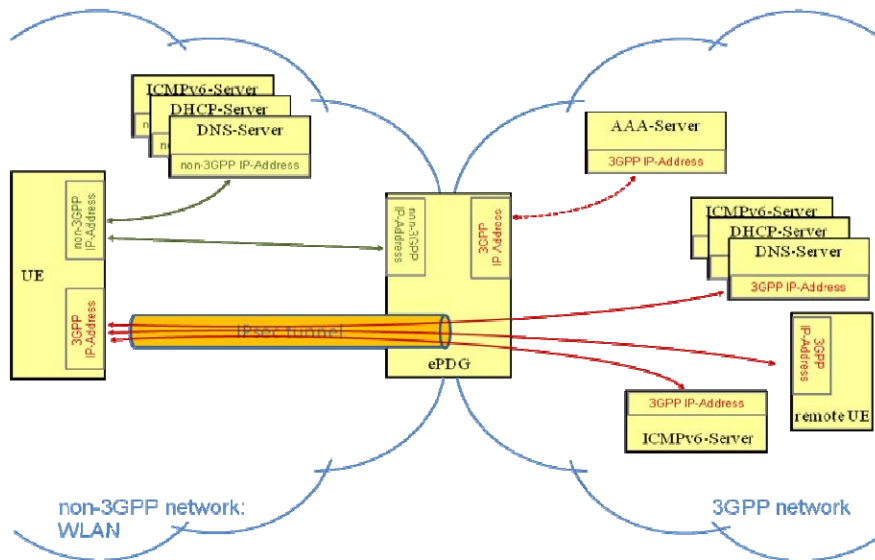 ICMPv6-Server
DHCP-Server
DNS-Server
non-3GPP IP-Address
AAA-Server
3GPP IP-Address
UE
non-3GPP
IP-Address
3GPP
IP-Address
IPsec tunnel
non-3GPP
IP-Address
3GPP
IP-Address
ePDG
ICMPv6-Server
DHCP-Server
DNS-Server
3GPP IP-Address
3GPP
IP-Address
remote UE
3GPP IP-Address
ICMPv6-Server
non-3GPP network:
WLAN
3GPP network